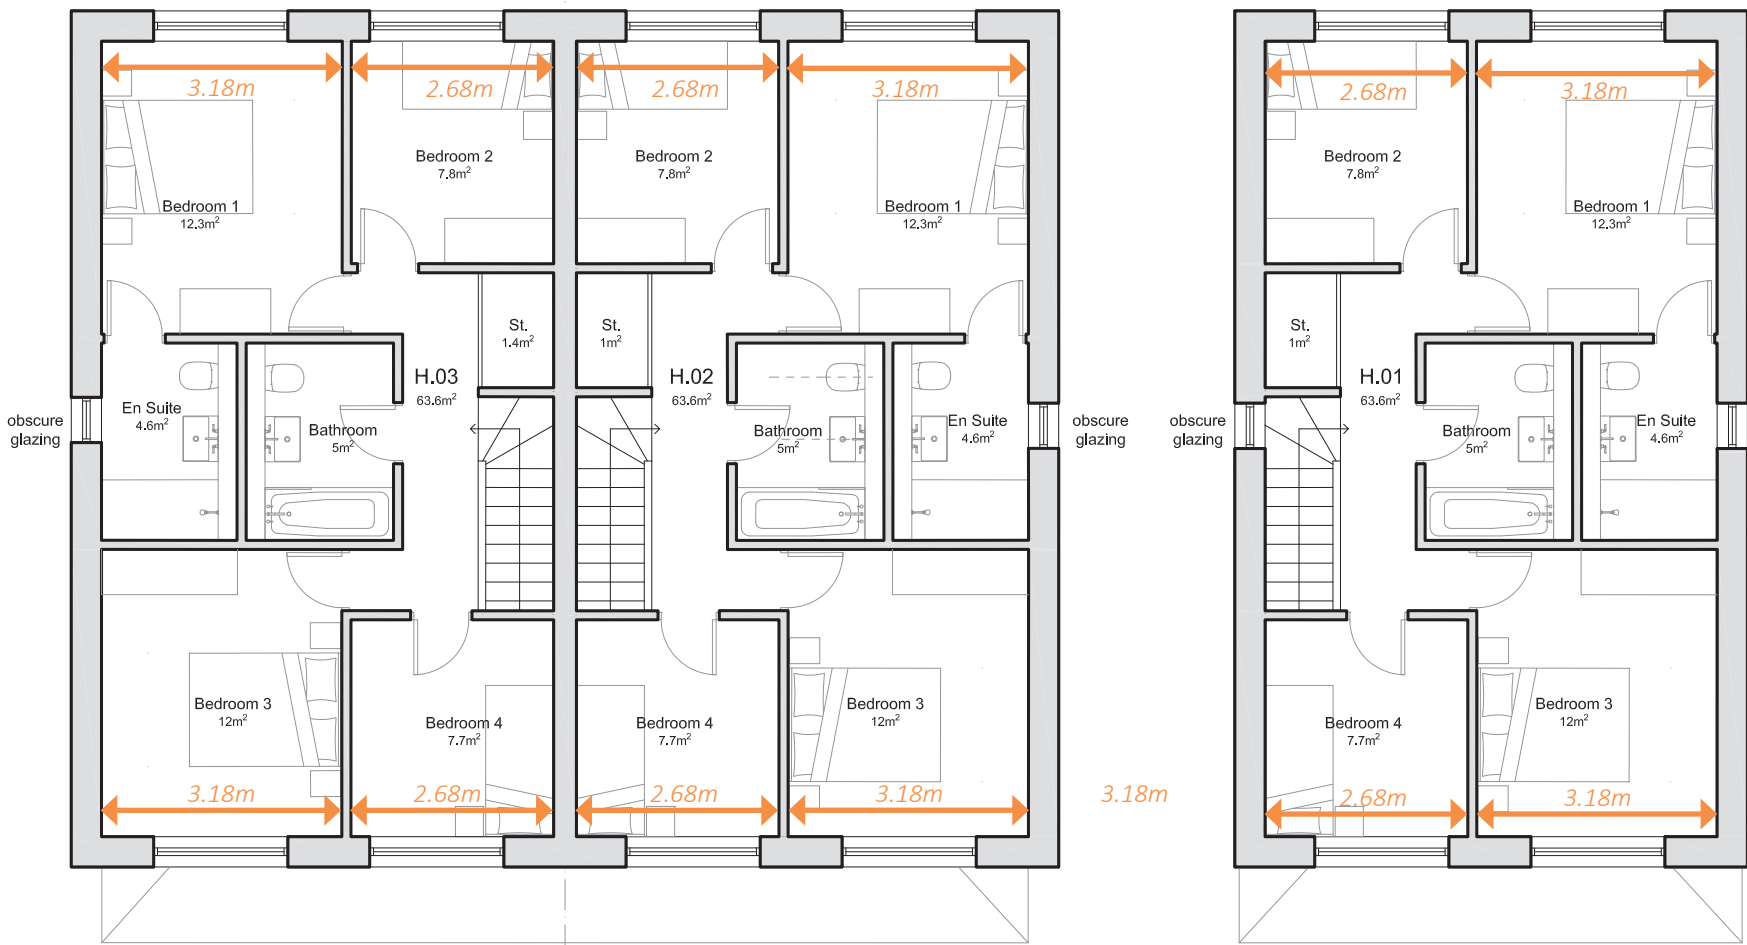 3.18m
2.68m
2.68m
3.18m
2.68m
3.18m
Bedroom 2
7.8m²
Bedroom 2
7.8m²
Bedroom 2
7.8m²
Bedroom 1
12.3m²
Bedroom 1
12.3m²
Bedroom 1
12.3m²
St.
1.4m²
St.
1m²
St.
1m²
H.03
63.6m²
H.02
63.6m²
H.01
63.6m²
obscure
glazing
En Suite
4.6m²
Bathroom
5m²
Bathroom
5m²
En Suite
4.6m²
obscure
glazing
obscure
glazing
Bathroom
5m²
En Suite
4.6m²
Bedroom 3
12m²
Bedroom 4
7.7m²
Bedroom 4
7.7m²
Bedroom 3
12m²
Bedroom 4
7.7m²
Bedroom 3
12m²
3.18m
2.68m
2.68m
3.18m
3.18m
2.68m
3.18m